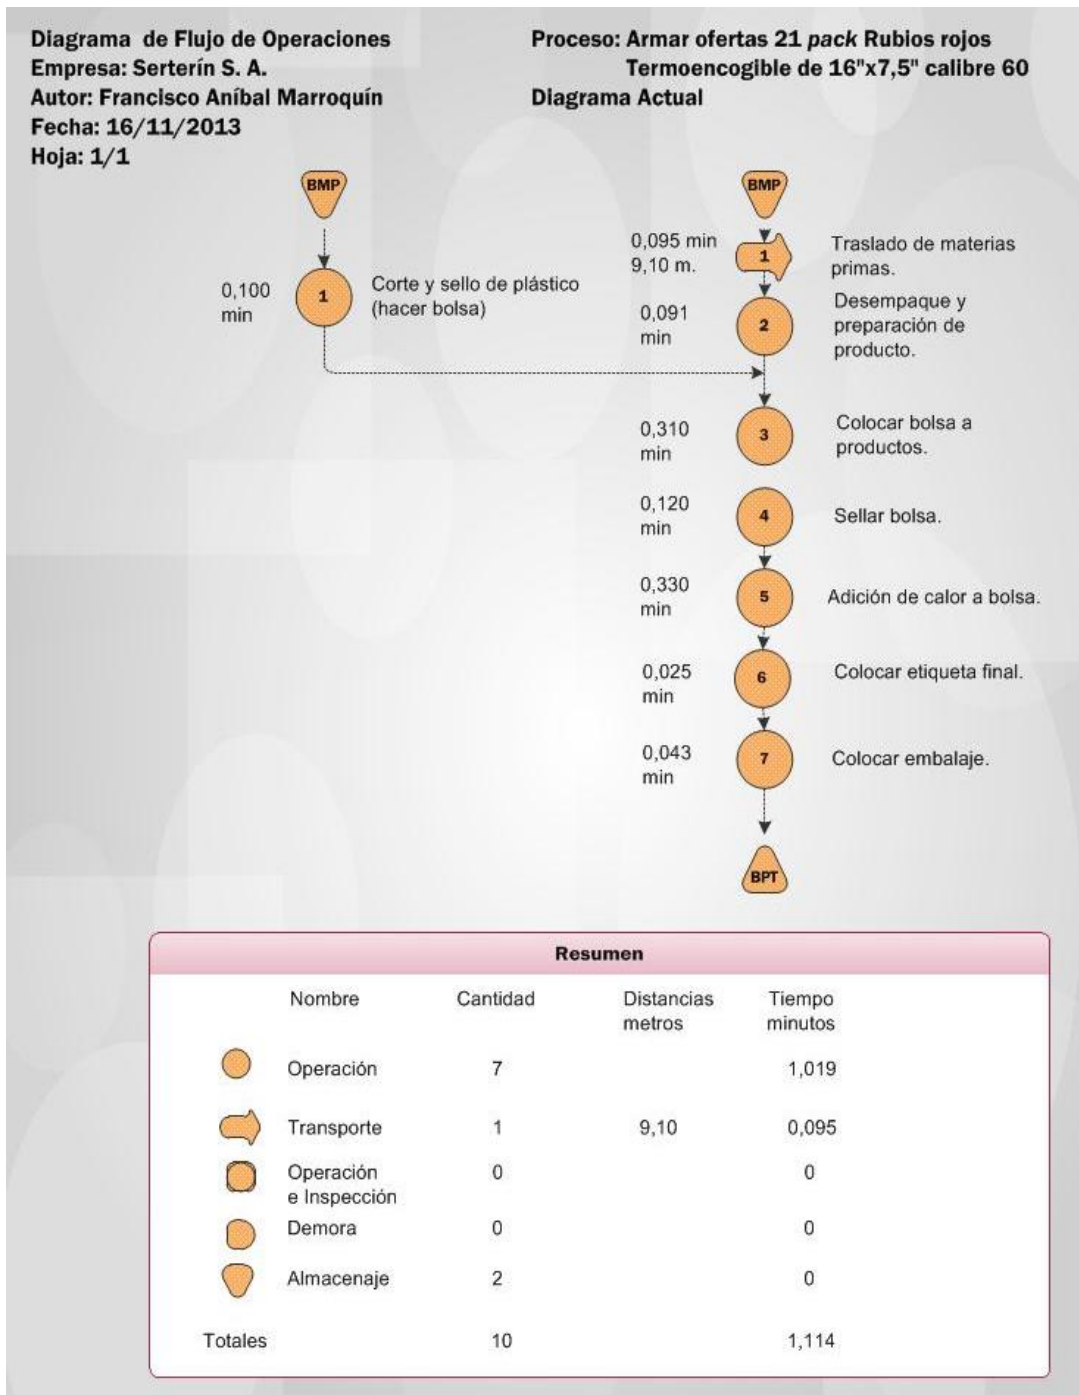 Diagrama de Flujo de Operaciones
Empresa: Serterín S. A.
Autor: Francisco Aníbal Marroquín
Fecha: 16/11/2013
Hoja: 1/1
Proceso: Armar ofertas 21 pack Rubios rojos
Termoencogible de 16"x7,5" calibre 60
Diagrama Actual
BMP
0,100
min
1
Corte y sello de plástico
(hacer bolsa)
BMP
0,095 min
9,10 m.
1
Traslado de materias
primas.
0,091
min
2
Desempaque y
preparación de
producto.
0,310
min
3
Colocar bolsa a
productos.
0,120
min
4
Sellar bolsa.
0,330
min
5
Adición de calor a bolsa.
0,025
min
6
Colocar etiqueta final.
0,043
min
7
Colocar embalaje.
BPT
Resumen
Nombre Cantidad Distancias metros Tiempo minutos
Operación 7 1,019
Transporte 1 9,10 0,095
Operación e Inspección 0 0
Demora 0 0
Almacenaje 2 0
Totales 10 1,114